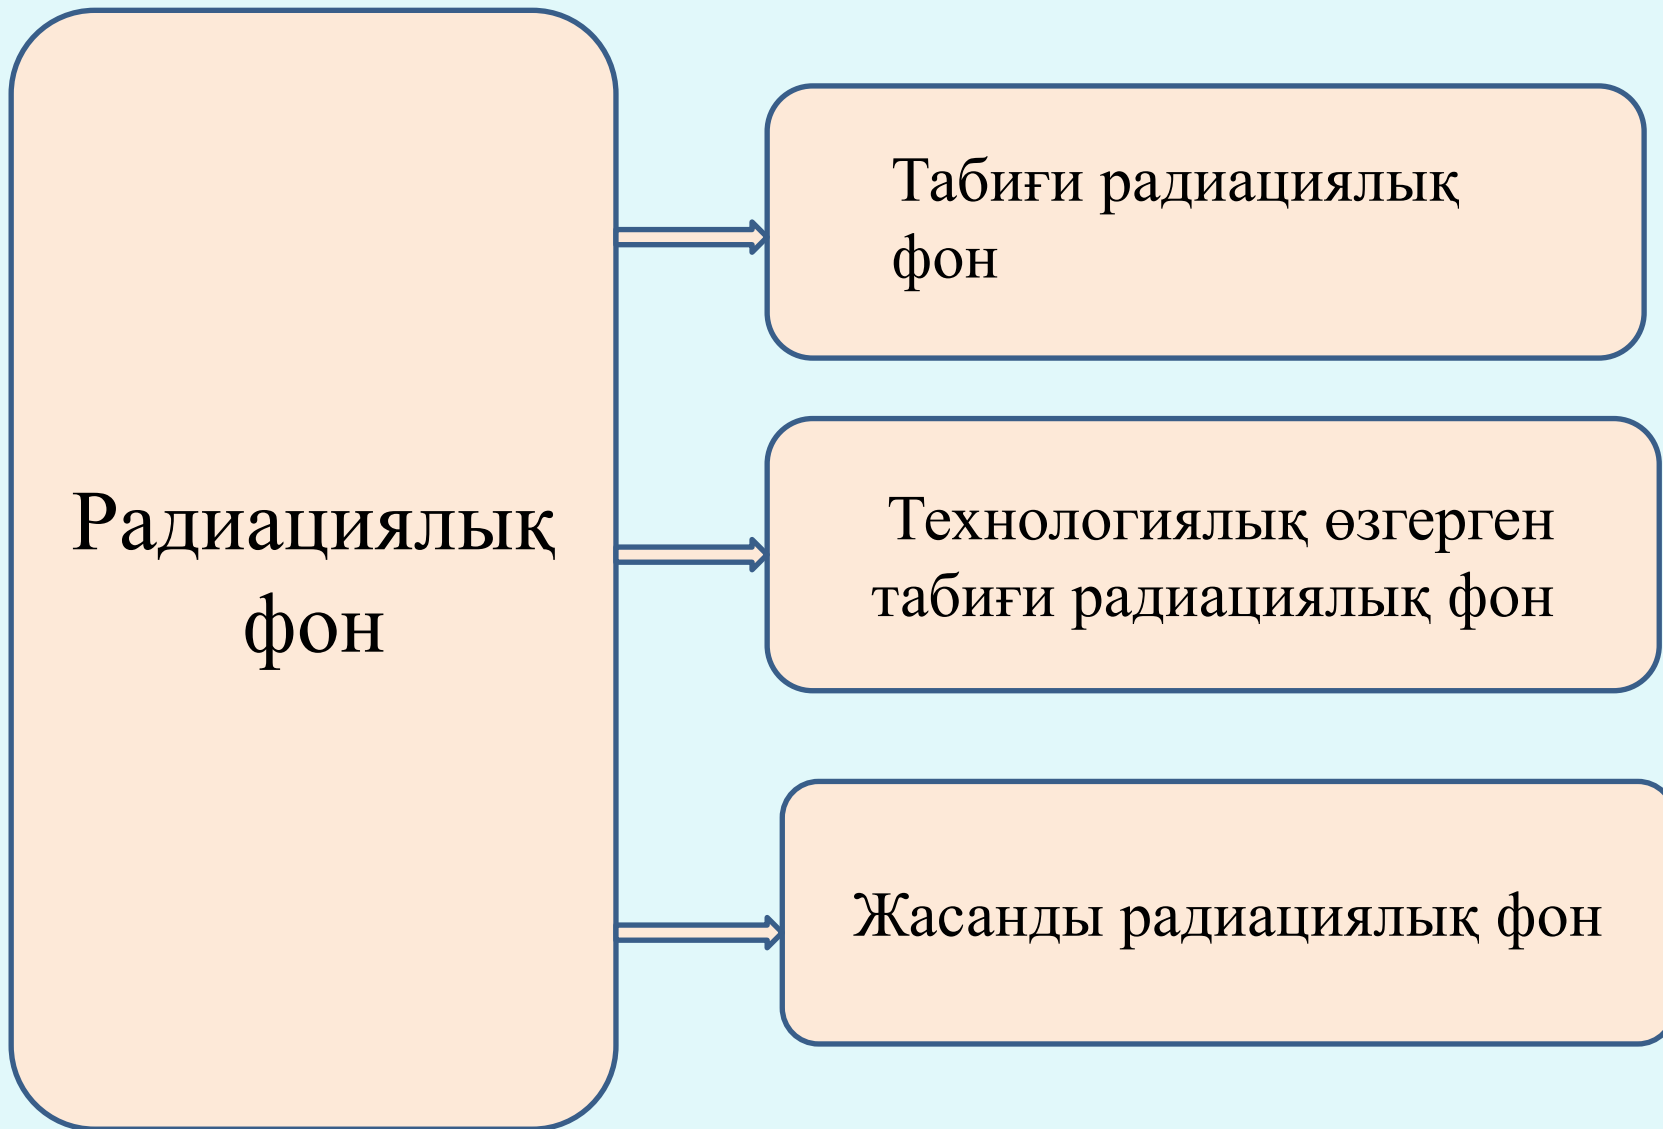 Радиациялық
фон
Табиғи радиациялық
фон
Технологиялық өзгерген
табиғи радиациялық фон
Жасанды радиациялық фон